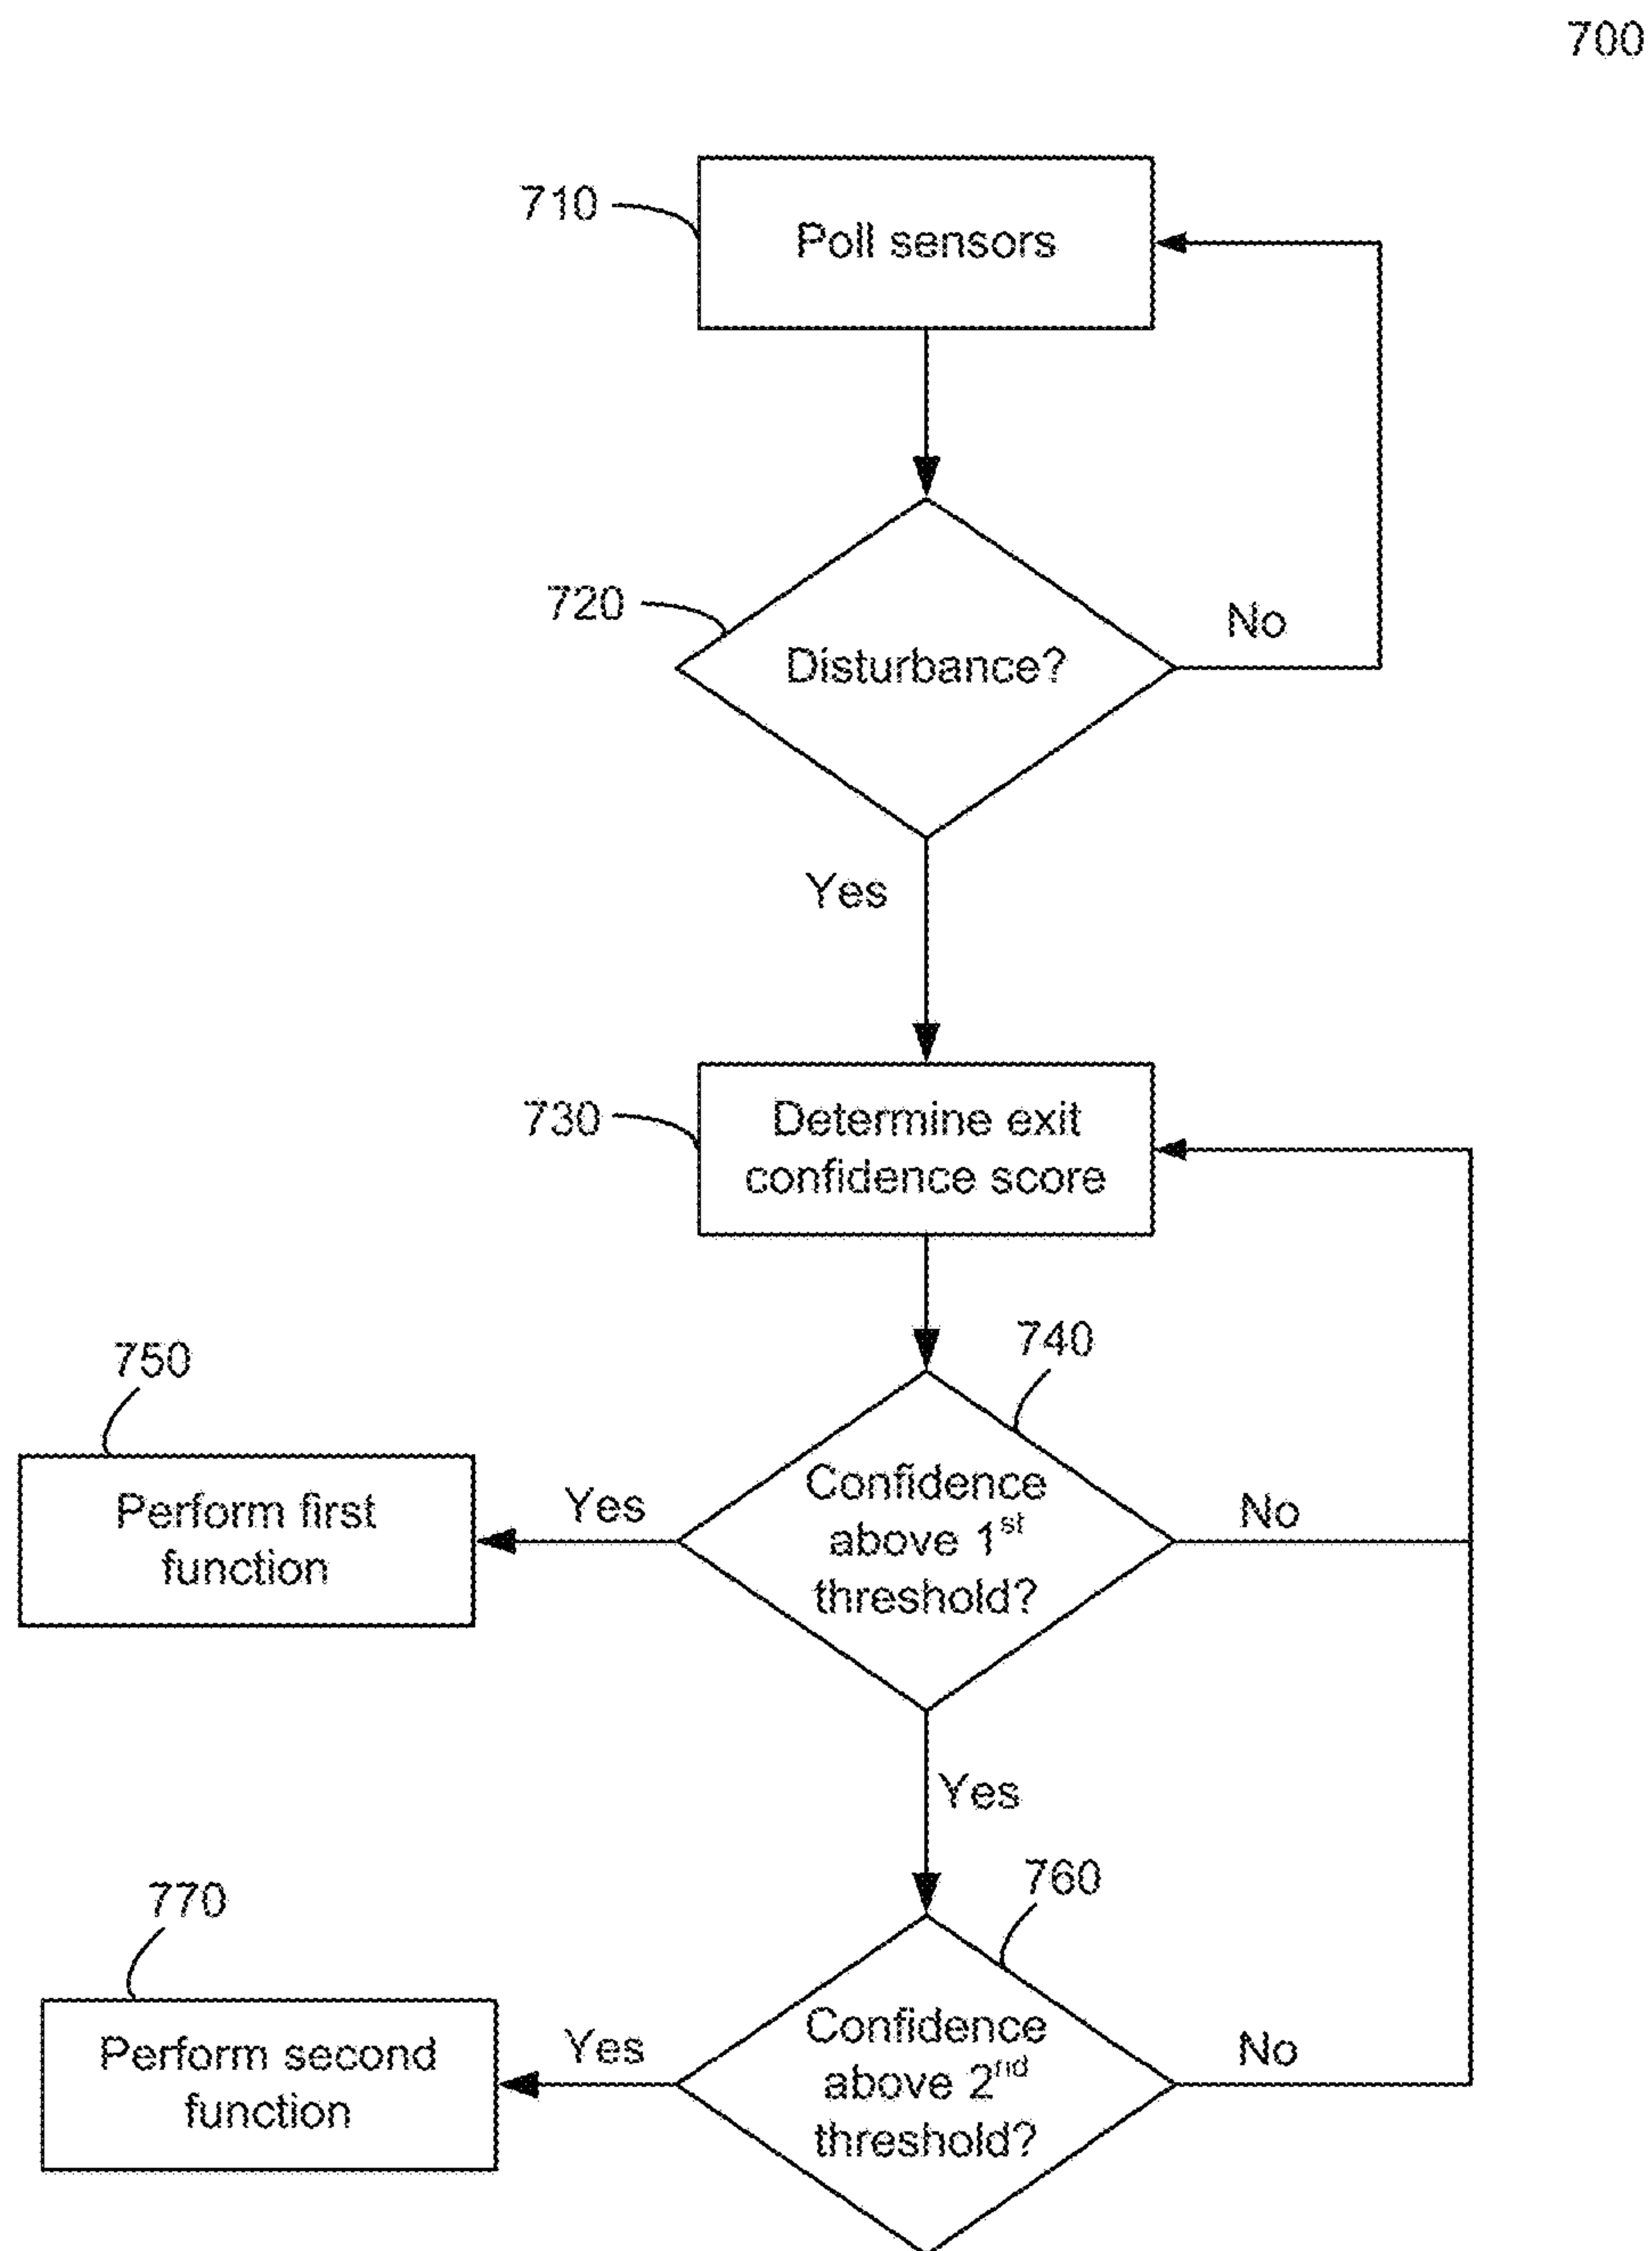 700
710
Poll sensors
720
Disturbance?
No
Yes
730
Determine exit
confidence score
740
750
Confidence
above 1st
threshold?
Perform first
function
Yes
No
Yes
760
770
Confidence
above 2nd
threshold?
Perform second
function
Yes
No